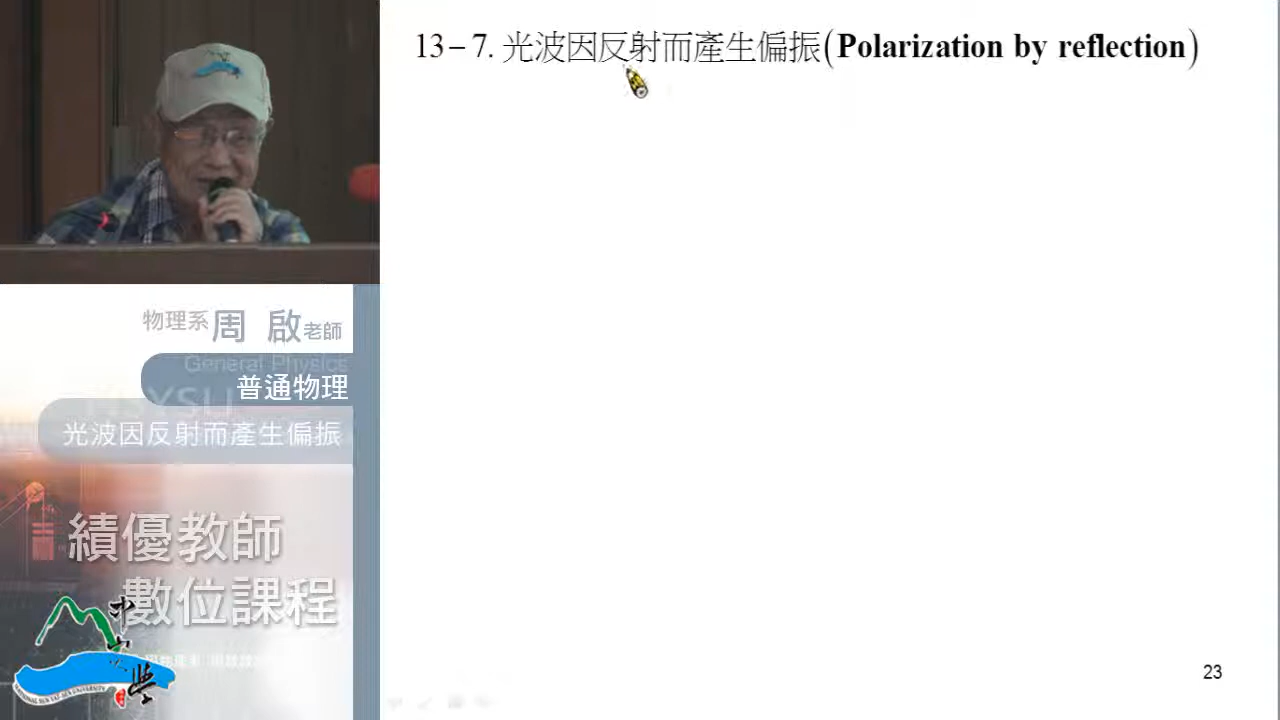 13－7. 光波因反射而產生偏振(Polarization by reflection)
物理系周 啟老師
General Physics
普通物理
光波因反射而產生偏振
績優教師
數位課程
23